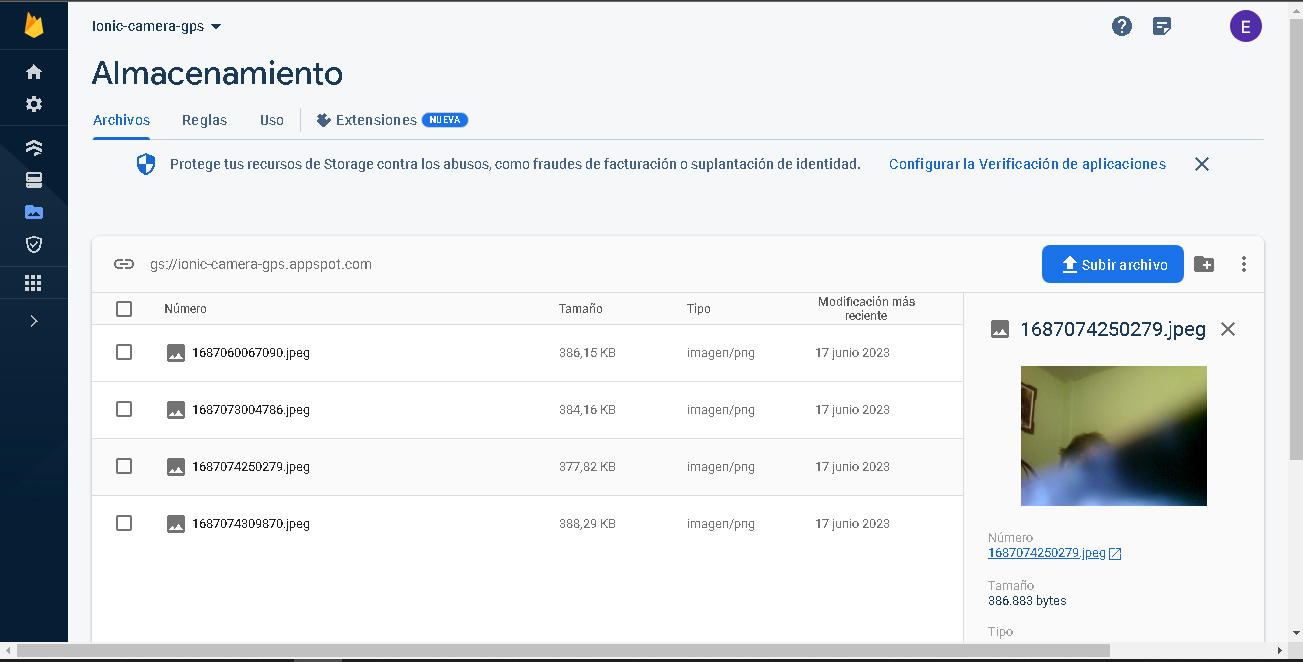 Ionic-camera-gps
E
Almacenamiento
Archivos Reglas Uso Extensiones NUEVA
Protege tus recursos de Storage contra los abusos, como fraudes de facturación o suplantación de identidad. Configurar la Verificación de aplicaciones
gs://ionic-camera-gps.appspot.com Subir archivo
Número Tamaño Tipo Modificación más
reciente
1687060067090.jpeg 386,15 KB imagen/png 17 junio 2023
1687073004786.jpeg 384,16 KB imagen/png 17 junio 2023
1687074250279.jpeg 377,82 KB imagen/png 17 junio 2023
1687074309870.jpeg 388,29 KB imagen/png 17 junio 2023
1687074250279.jpeg
Número
1687074250279.jpeg
Tamaño
386.883 bytes
Tipo